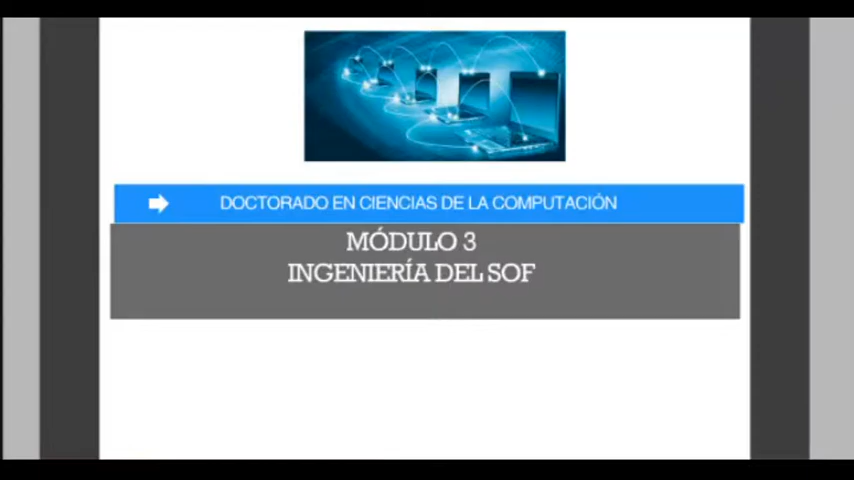 DOCTORADO EN CIENCIAS DE LA COMPUTACIÓN
MÓDULO 3
INGENIERÍA DEL SOF